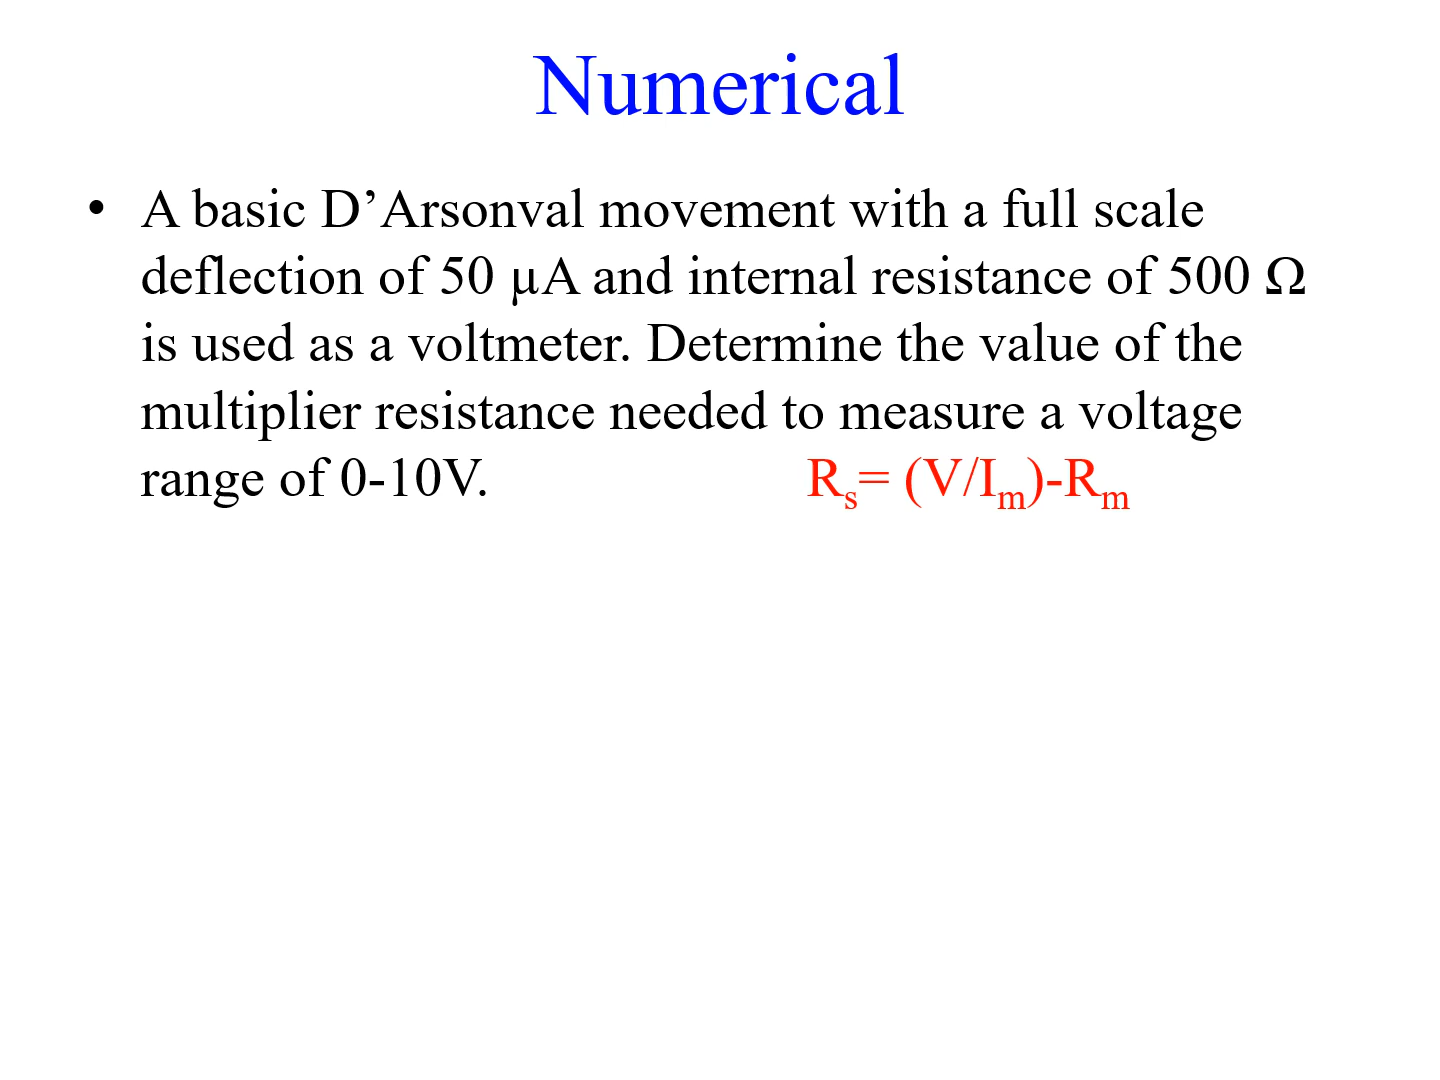 Numerical
• A basic D’Arsonval movement with a full scale
deflection of 50 µA and internal resistance of 500 Ω
is used as a voltmeter. Determine the value of the
multiplier resistance needed to measure a voltage
range of 0-10V. Rs= (V/Im)-Rm